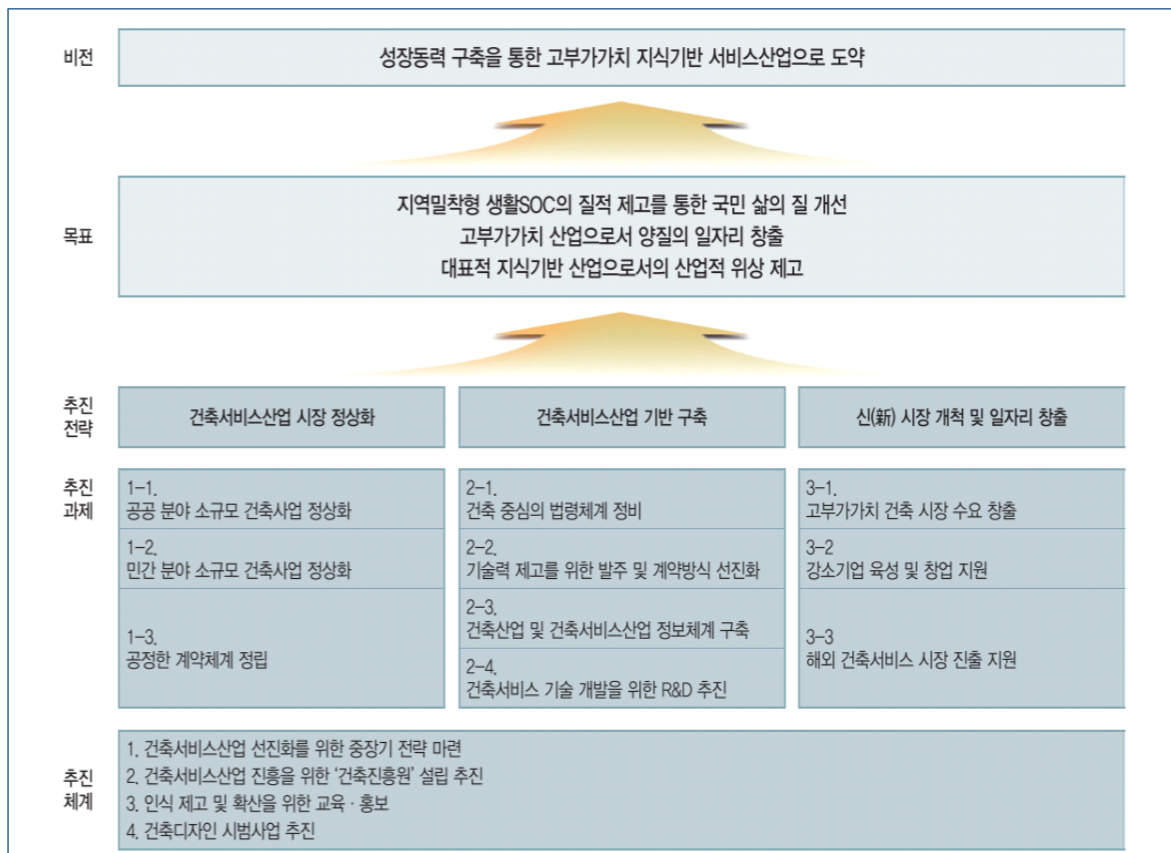 비전
성장동력 구축을 통한 고부가가치 지식기반 서비스산업으로 도약
목표
지역밀착형 생활SOC의 질적 제고를 통한 국민 삶의 질 개선
고부가가치 산업으로서 양질의 일자리 창출
대표적 지식기반 산업으로서의 산업적 위상 제고
추진
전략
건축서비스산업 시장 정상화
건축서비스산업 기반 구축
신(新) 시장 개척 및 일자리 창출
추진
과제
1-1.
공공 분야 소규모 건축사업 정상화
1-2.
민간 분야 소규모 건축사업 정상화
1-3.
공정한 계약체계 정립
2-1.
건축 중심의 법령체계 정비
2-2.
기술력 제고를 위한 발주 및 계약방식 선진화
2-3.
건축산업 및 건축서비스산업 정보체계 구축
2-4.
건축서비스 기술 개발을 위한 R&D 추진
3-1.
고부가가치 건축 시장 수요 창출
3-2
강소기업 육성 및 창업 지원
3-3
해외 건축서비스 시장 진출 지원
추진
체계
1. 건축서비스산업 선진화를 위한 중장기 전략 마련
2. 건축서비스산업 진흥을 위한 '건축진흥원' 설립 추진
3. 인식 제고 및 확산을 위한 교육 · 홍보
4. 건축디자인 시범사업 추진